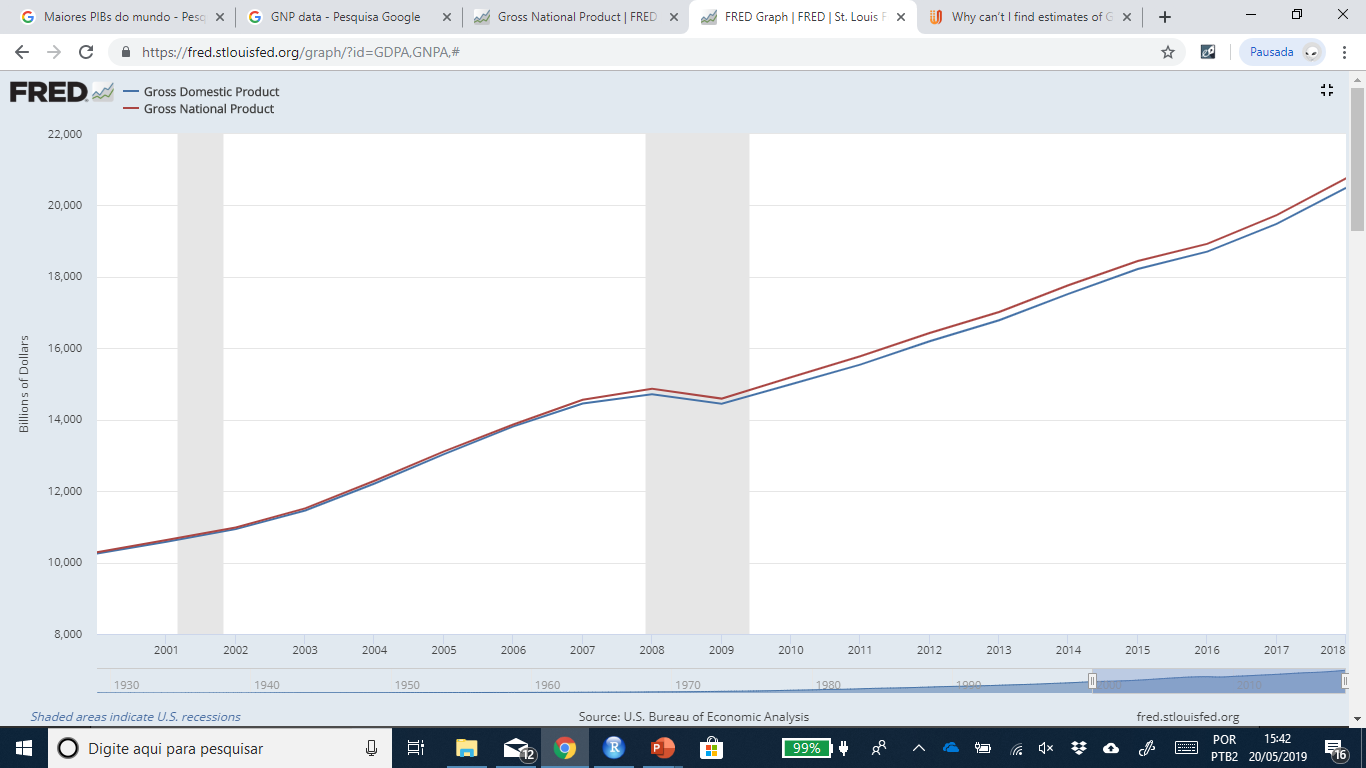 Maiores PIBs do mundo - Pesq
GNP data - Pesquisa Google
Gross National Product | FRED
FRED Graph | FRED | St. Louis F
Why can't I find estimates of G
https://fred.stlouisfed.org/graph/?id=GDPA,GNPA,#
Pausada
FRED
Gross Domestic Product
Gross National Product
22,000
20,000
18,000
16,000
14,000
12,000
10,000
8,000
Billions of Dollars
2001 2002 2003 2004 2005 2006 2007 2008 2009 2010 2011 2012 2013 2014 2015 2016 2017 2018
1930 1940 1950 1960 1970 1980 1990 2000 2010
Shaded areas indicate U.S. recessions
Source: U.S. Bureau of Economic Analysis
fred.stlouisfed.org
Digite aqui para pesquisar
12
R
P
99%
POR
PTB2
15:42
20/05/2019
16